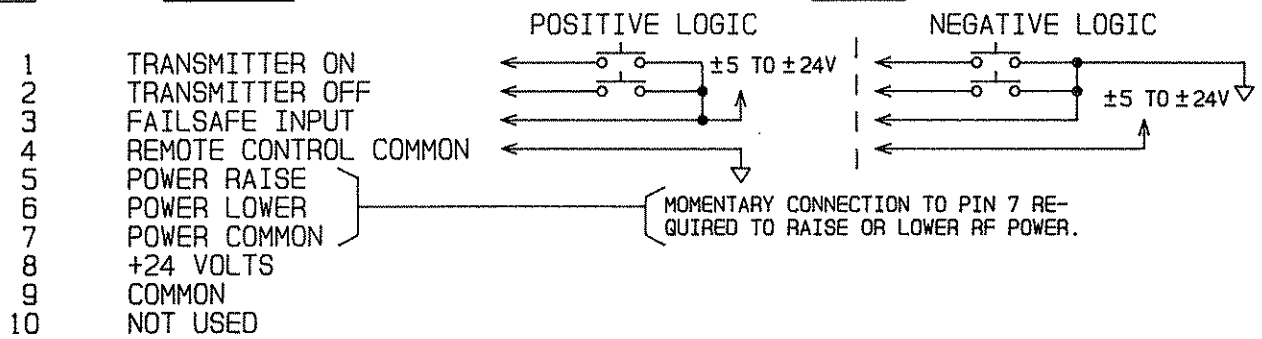 POSITIVE LOGIC NEGATIVE LOGIC
1 TRANSMITTER ON ±5 TO ±24V
2 TRANSMITTER OFF ±5 TO ±24V
3 FAILSAFE INPUT
4 REMOTE CONTROL COMMON
5 POWER RAISE
6 POWER LOWER
7 POWER COMMON
MOMENTARY CONNECTION TO PIN 7 RE-
QUIRED TO RAISE OR LOWER RF POWER.
8 +24 VOLTS
9 COMMON
10 NOT USED